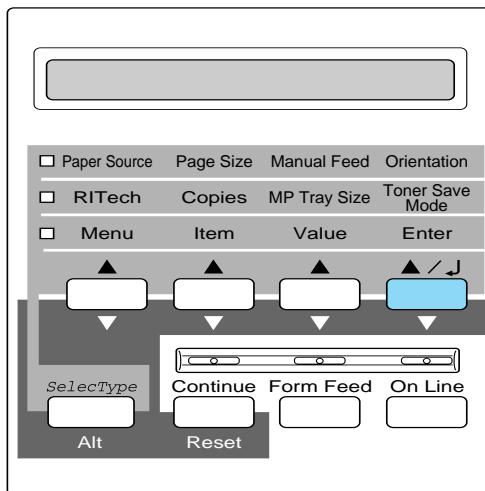 Paper Source Page Size Manual Feed Orientation
RITech Copies MP Tray Size Toner Save
Mode
Menu Item Value Enter
SelecType Continue Form Feed On Line
Alt Reset